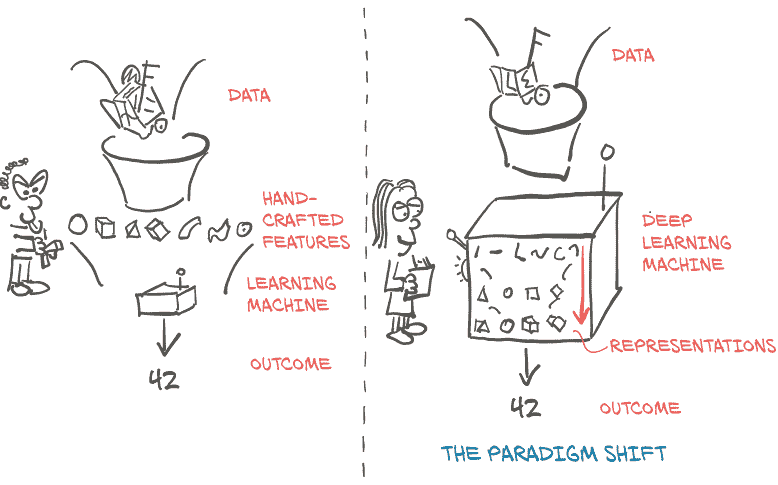 DATA
HAND-
CRAFTED
FEATURES
LEARNING
MACHINE
OUTCOME
42
DATA
DEEP
LEARNING
MACHINE
REPRESENTATIONS
42
OUTCOME
THE PARADIGM SHIFT